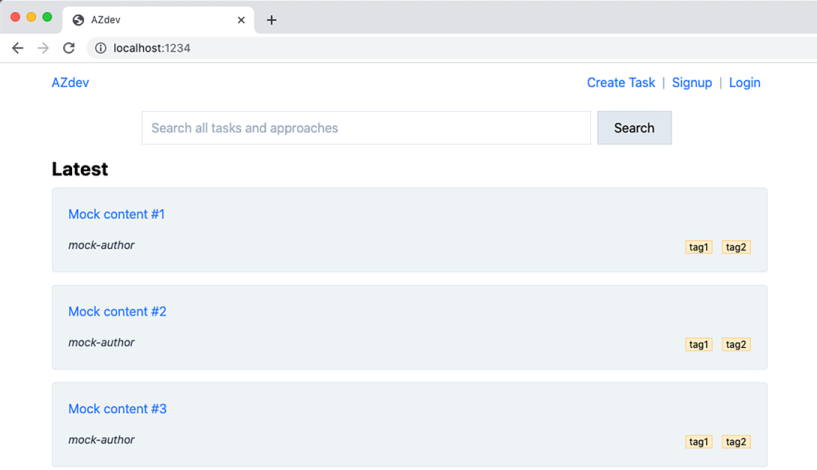 AZdev
localhost:1234
AZdev
Create Task | Signup | Login
Search all tasks and approaches
Search
Latest
Mock content #1
mock-author
tag1 tag2
Mock content #2
mock-author
tag1 tag2
Mock content #3
mock-author
tag1 tag2